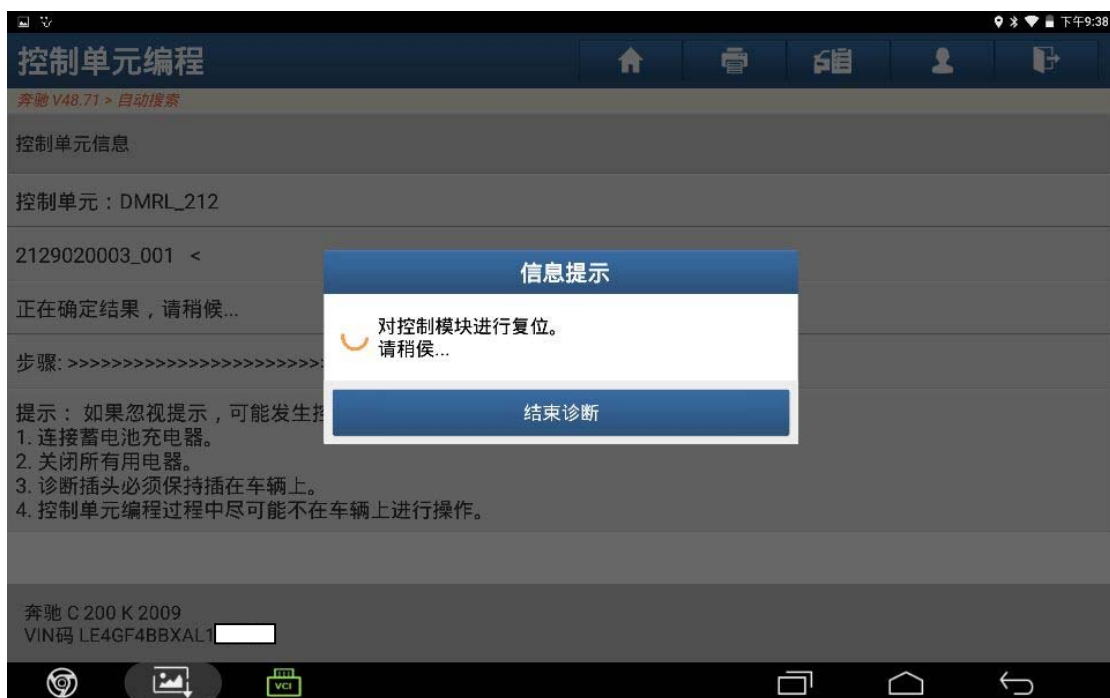 下午9:38
控制单元编程
奔驰 V48.71 > 自动搜索
控制单元信息
控制单元：DMRL_212
2129020003_001 <
正在确定结果，请稍候...
步骤: >>>>>>>>>>>>>>>>>>>>>>>
提示： 如果忽视提示，可能发生
1. 连接蓄电池充电器。
2. 关闭所有用电器。
3. 诊断插头必须保持插在车辆上。
4. 控制单元编程过程中尽可能不在车辆上进行操作。
信息提示
对控制模块进行复位。
请稍侯...
结束诊断
奔驰 C 200 K 2009
VIN码 LE4GF4BBXAL1
VCI